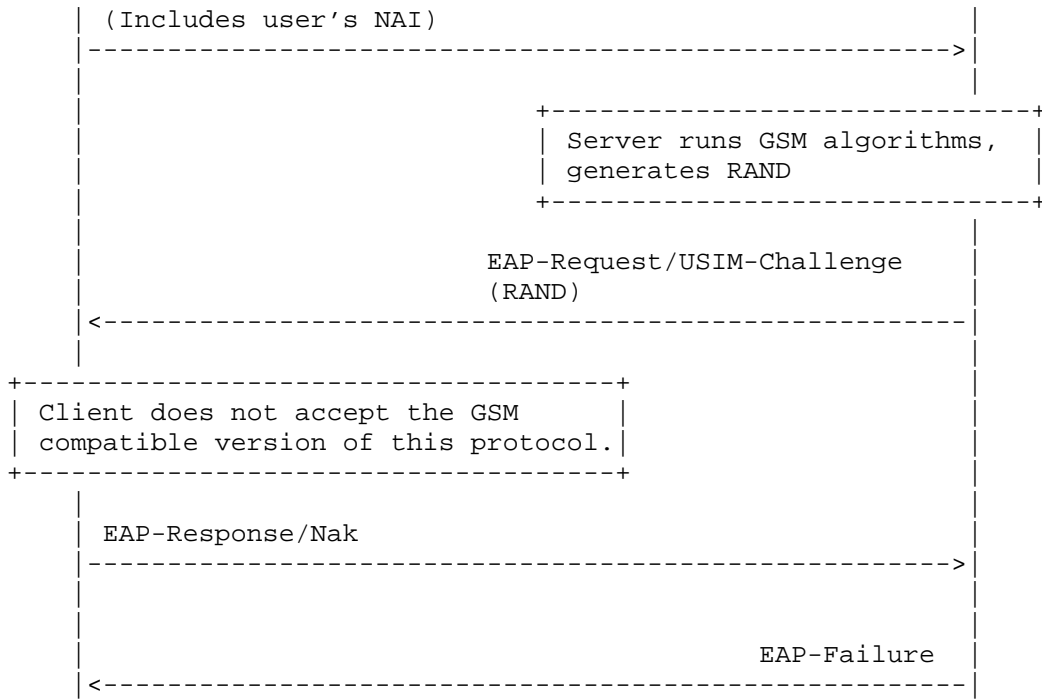 (Includes user's NAI)
Server runs GSM algorithms,
generates RAND
EAP-Request/USIM-Challenge
(RAND)
Client does not accept the GSM
compatible version of this protocol.
EAP-Response/Nak
EAP-Failure